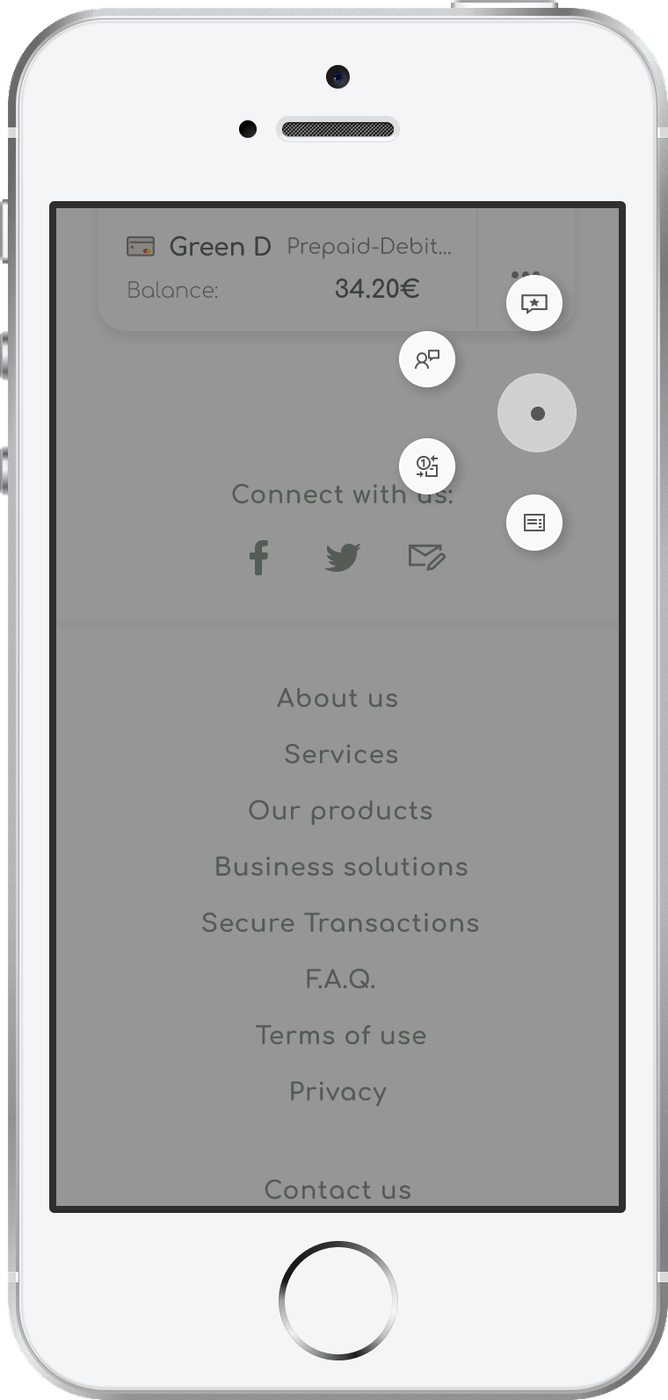 Green D Prepaid-Debit...
Balance: 34.20€
Connect with us:
About us
Services
Our products
Business solutions
Secure Transactions
F.A.Q.
Terms of use
Privacy
Contact us